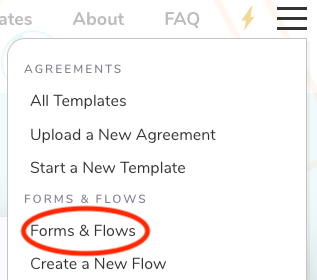 ates About FAQ
AGREEMENTS
All Templates
Upload a New Agreement
Start a New Template
FORMS & FLOWS
Forms & Flows
Create a New Flow